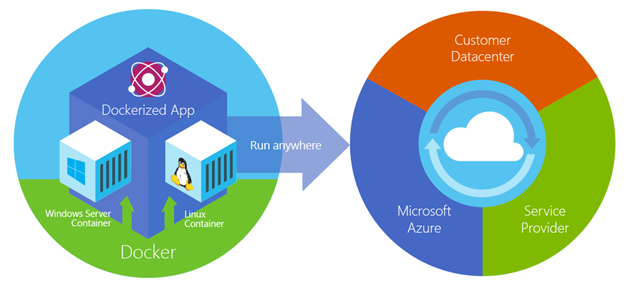 Dockerized App
Windows Server
Container
Linux
Container
Docker
Run anywhere
Customer
Datacenter
Microsoft
Azure
Service
Provider